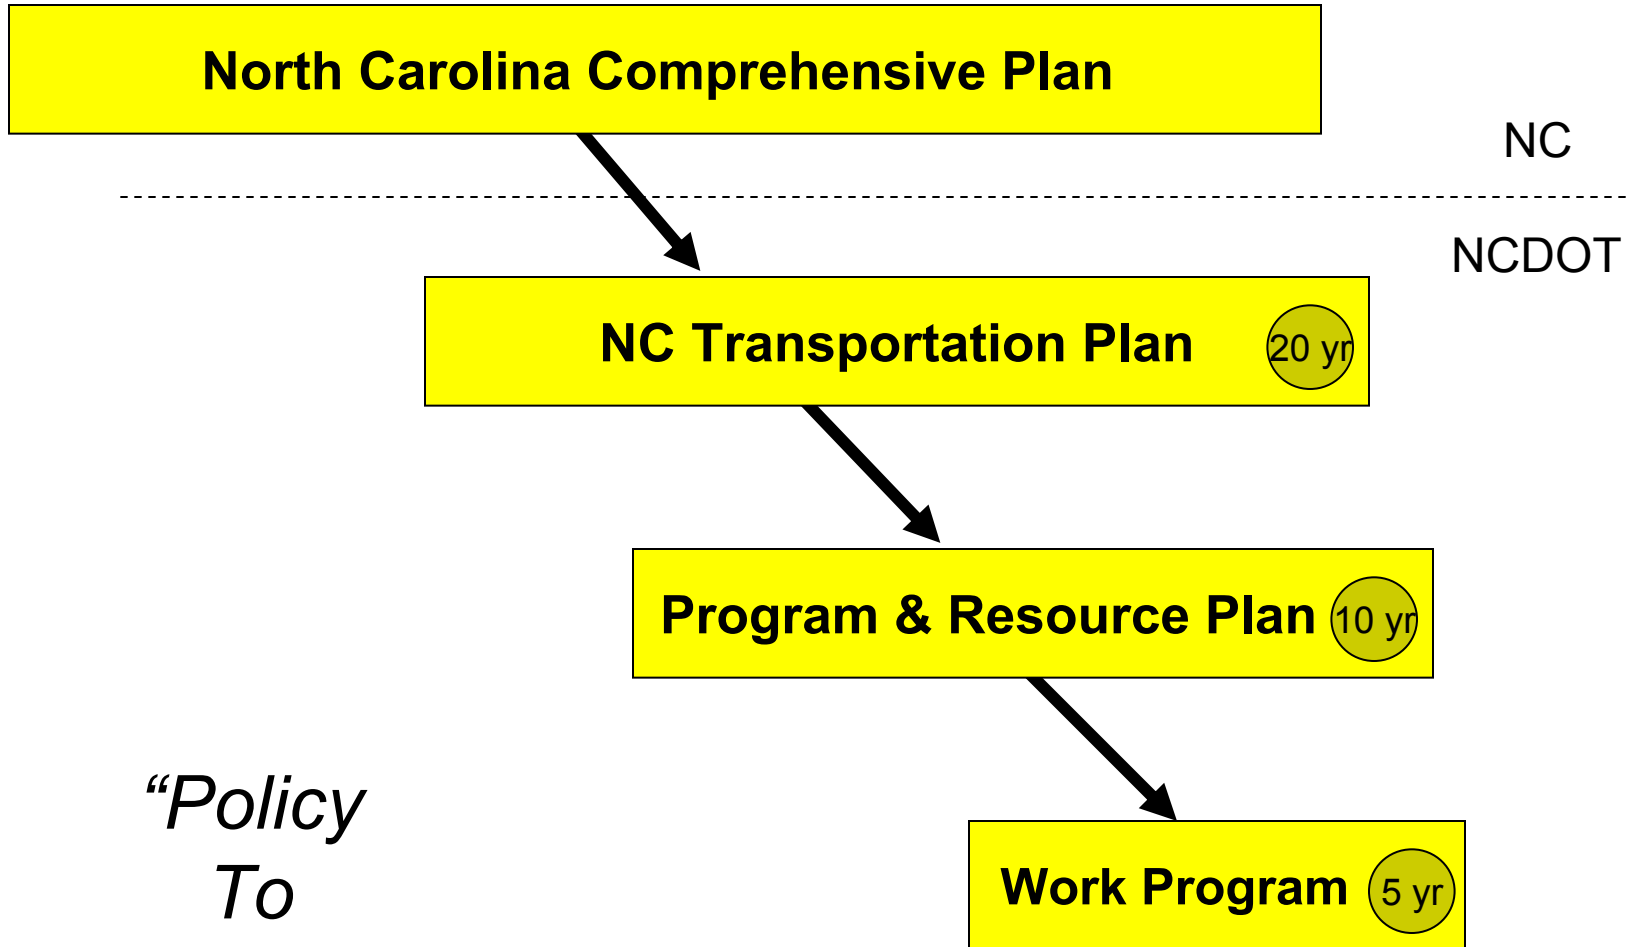 North Carolina Comprehensive Plan
NC
NCDOT
NC Transportation Plan 20 yr
Program & Resource Plan 10 yr
“Policy
To
Work Program 5 yr